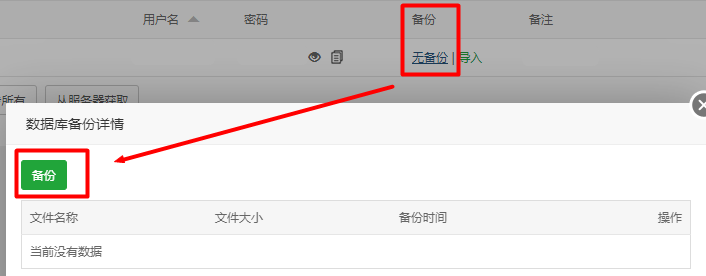 用户名 密码 备份 备注
无备份 | 导入
所有 从服务器获取
数据库备份详情
备份
文件名称 文件大小 备份时间 操作
当前没有数据